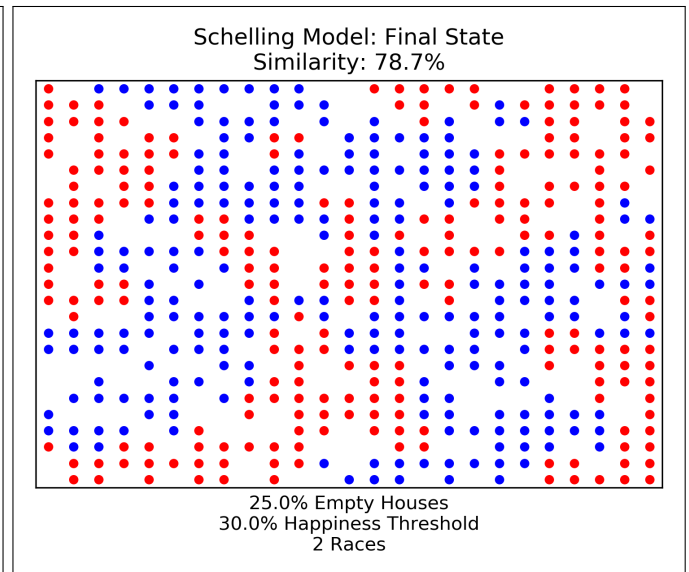 Schelling Model: Final State
Similarity: 78.7%
25.0% Empty Houses
30.0% Happiness Threshold
2 Races